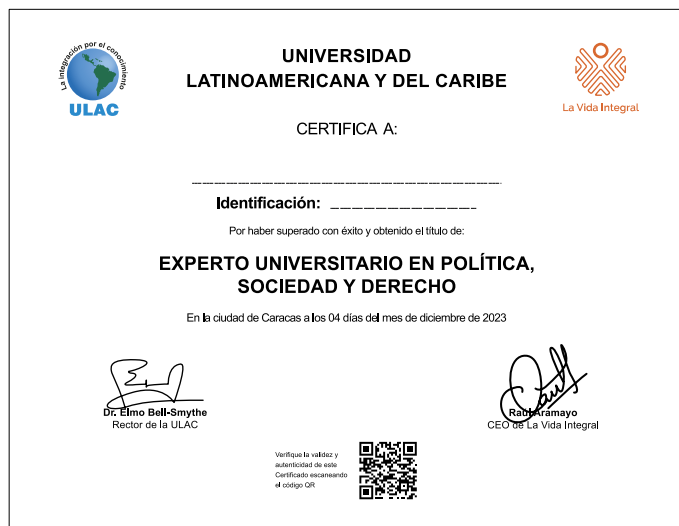 La integración por el conocimiento
ULAC
UNIVERSIDAD
LATINOAMERICANA Y DEL CARIBE
La Vida Integral
CERTIFICA A:
Identificación:
Por haber superado con éxito y obtenido el título de:
EXPERTO UNIVERSITARIO EN POLÍTICA,
SOCIEDAD Y DERECHO
En la ciudad de Caracas a los 04 días del mes de diciembre de 2023
Dr. Elmo Bell-Smythe
Rector de la ULAC
Raúl Aramayo
CEO de La Vida Integral
Verifique la validez y
autenticidad de este
Certificado escaneando
el código QR